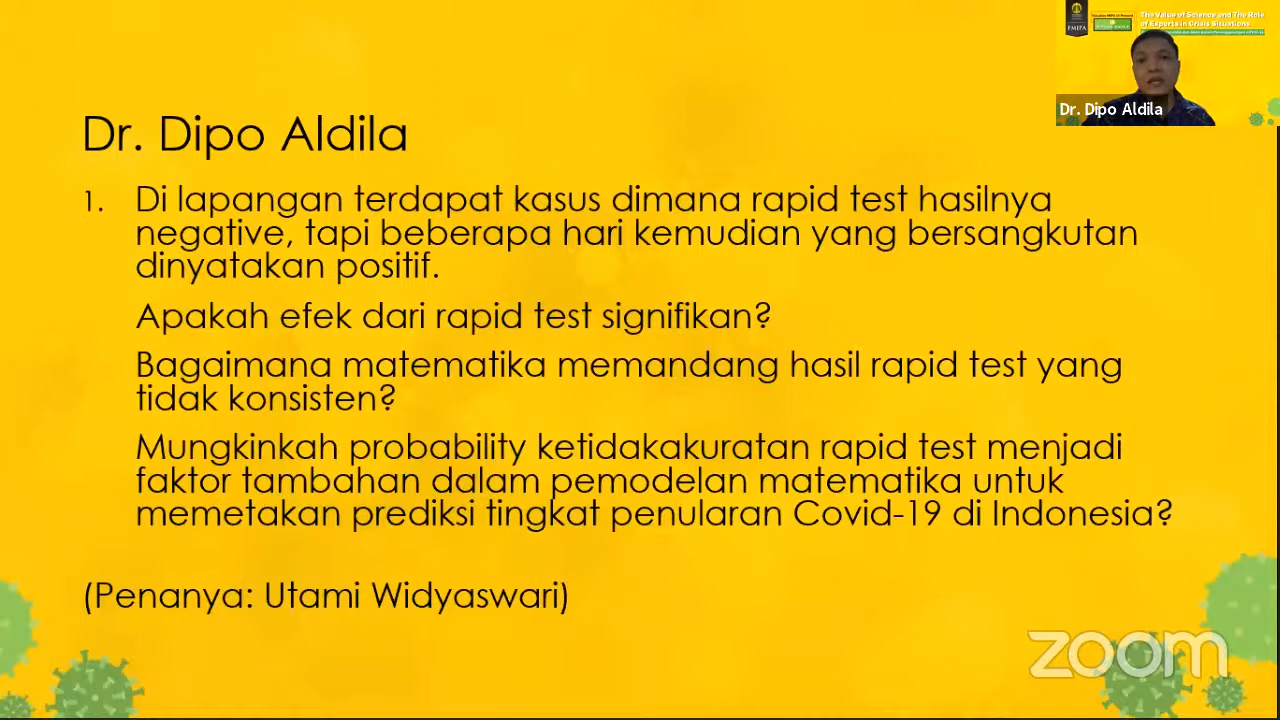 FMIPA
The Value of Science and The Role
of Experts in Crisis Situations
Dr. Dipo Aldila
Dr. Dipo Aldila
1. Di lapangan terdapat kasus dimana rapid test hasilnya
negative, tapi beberapa hari kemudian yang bersangkutan
dinyatakan positif.
Apakah efek dari rapid test signifikan?
Bagaimana matematika memandang hasil rapid test yang
tidak konsisten?
Mungkinkah probability ketidakakuratan rapid test menjadi
faktor tambahan dalam pemodelan matematika untuk
memetakan prediksi tingkat penularan Covid-19 di Indonesia?
(Penanya: Utami Widyaswari)
zoom